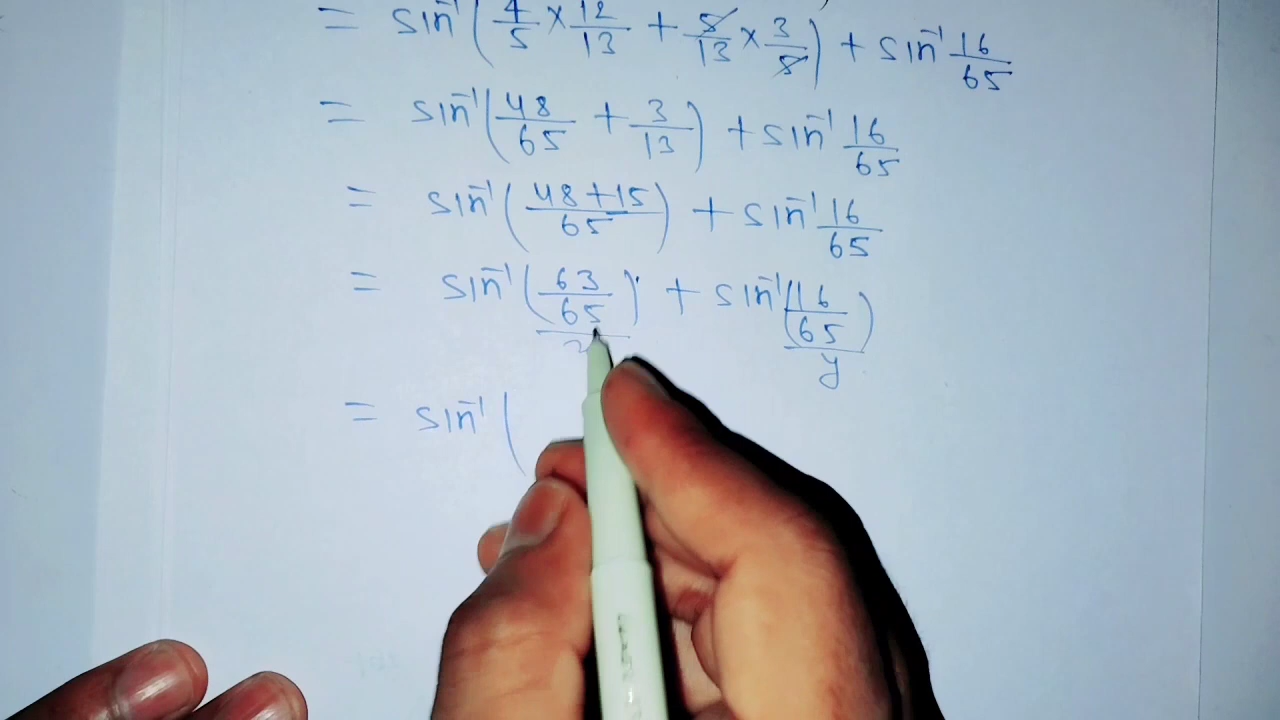 = sin⁻¹(4/5 × 12/13 + 5/13 × 3/5) + sin⁻¹ 16/65
= sin⁻¹(48/65 + 3/13) + sin⁻¹ 16/65
= sin⁻¹(48+15/65) + sin⁻¹ 16/65
= sin⁻¹(63/65) + sin⁻¹(16/65)
y
= sin⁻¹(